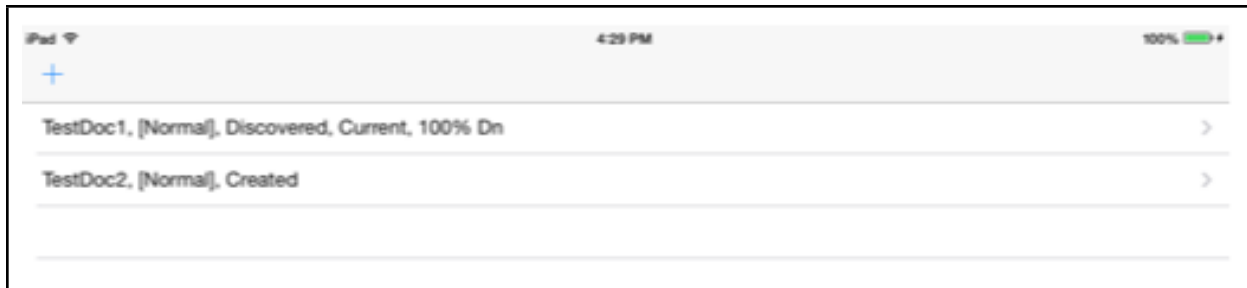 iPad 4:29 PM 100%
+
TestDoc1, [Normal], Discovered, Current, 100% Dn
TestDoc2, [Normal], Created